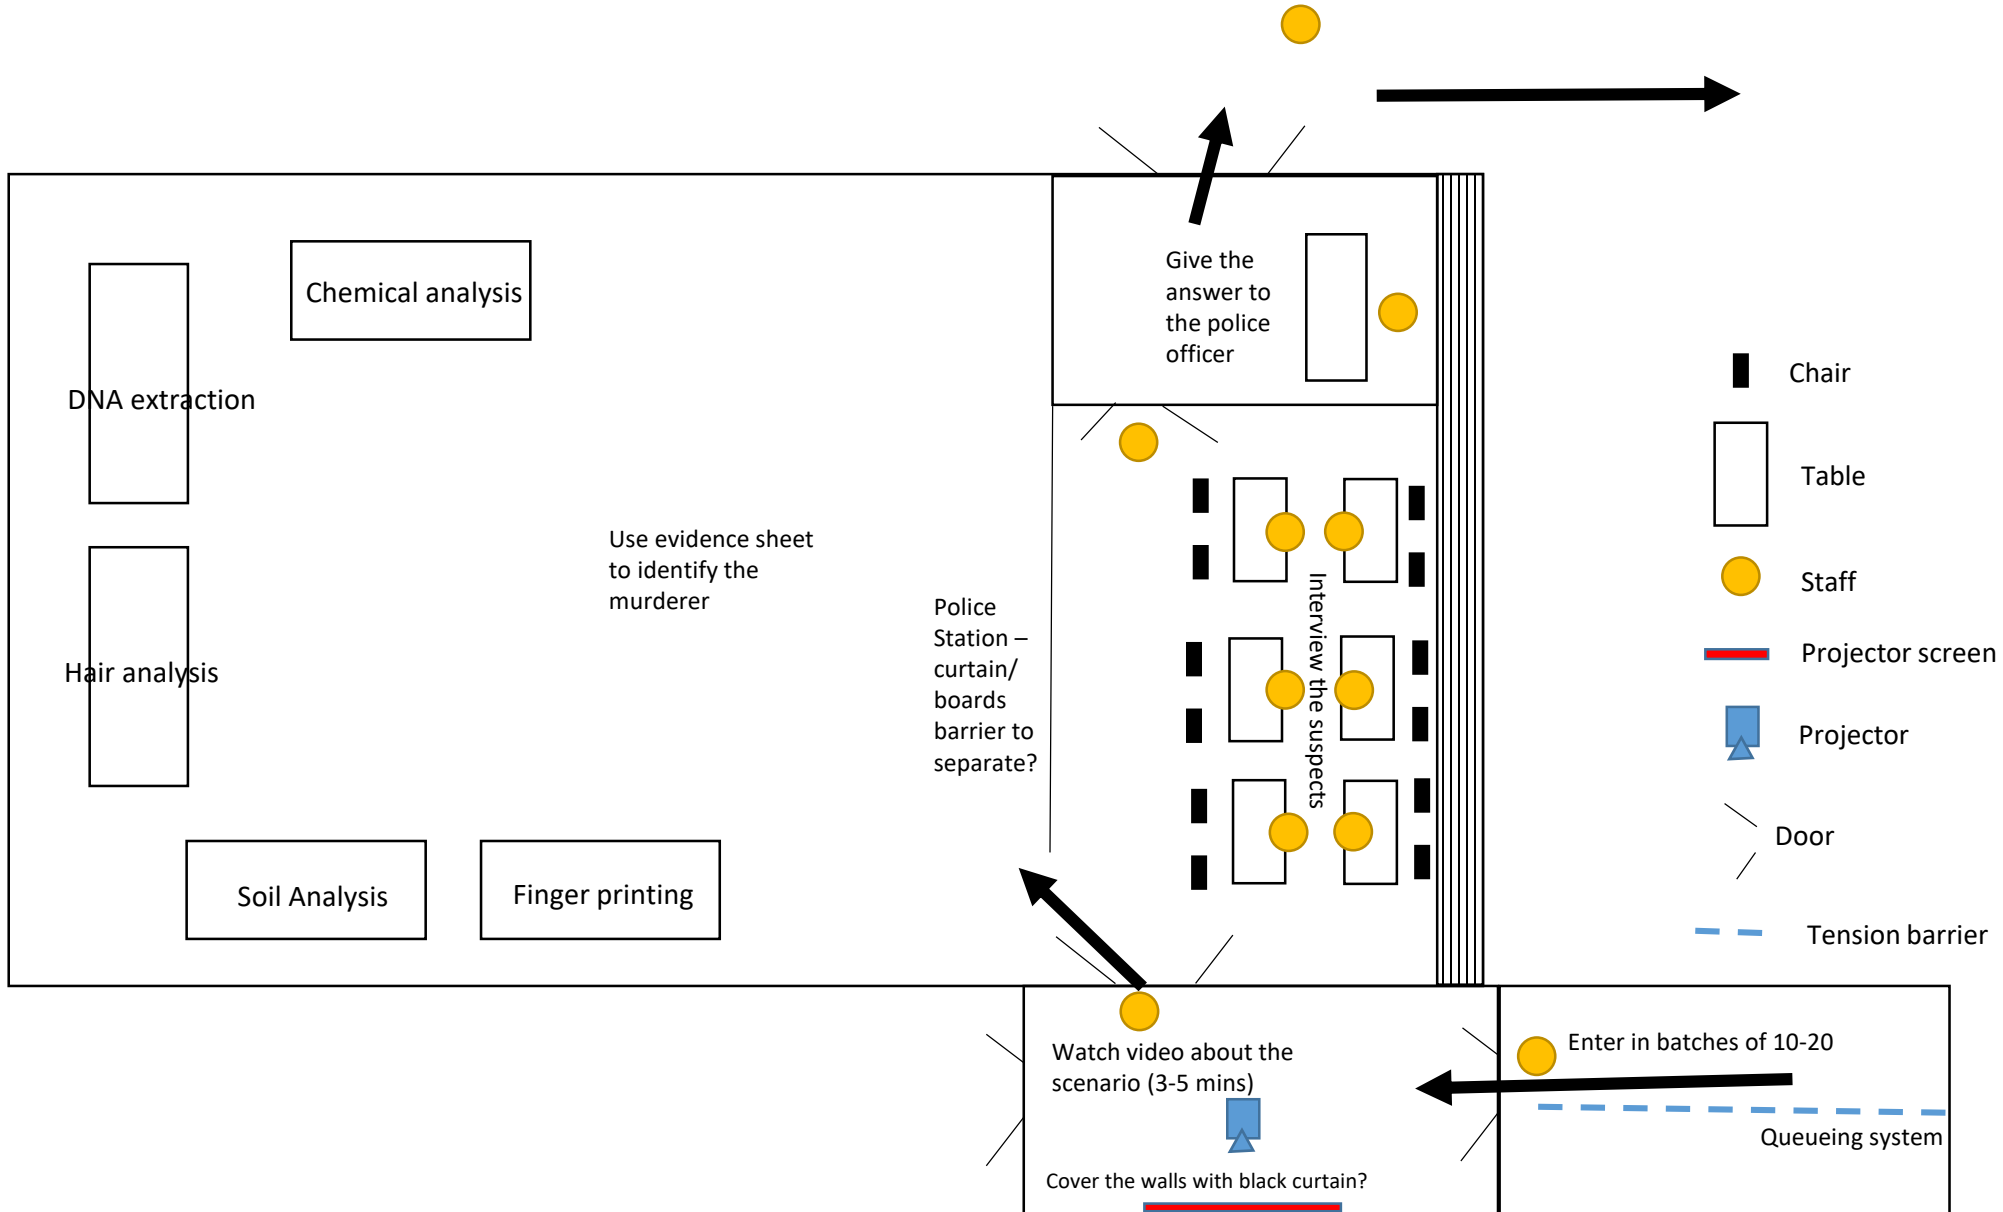 Give the
answer to
the police
officer
Chemical analysis
DNA extraction
Chair
Table
Use evidence sheet
to identify the
murderer
Staff
Police
Station –
curtain/
boards
barrier to
separate?
Interview the suspects
Hair analysis
Projector screen
Projector
Door
Soil Analysis
Finger printing
Tension barrier
Watch video about the
scenario (3-5 mins)
Enter in batches of 10-20
Queueing system
Cover the walls with black curtain?